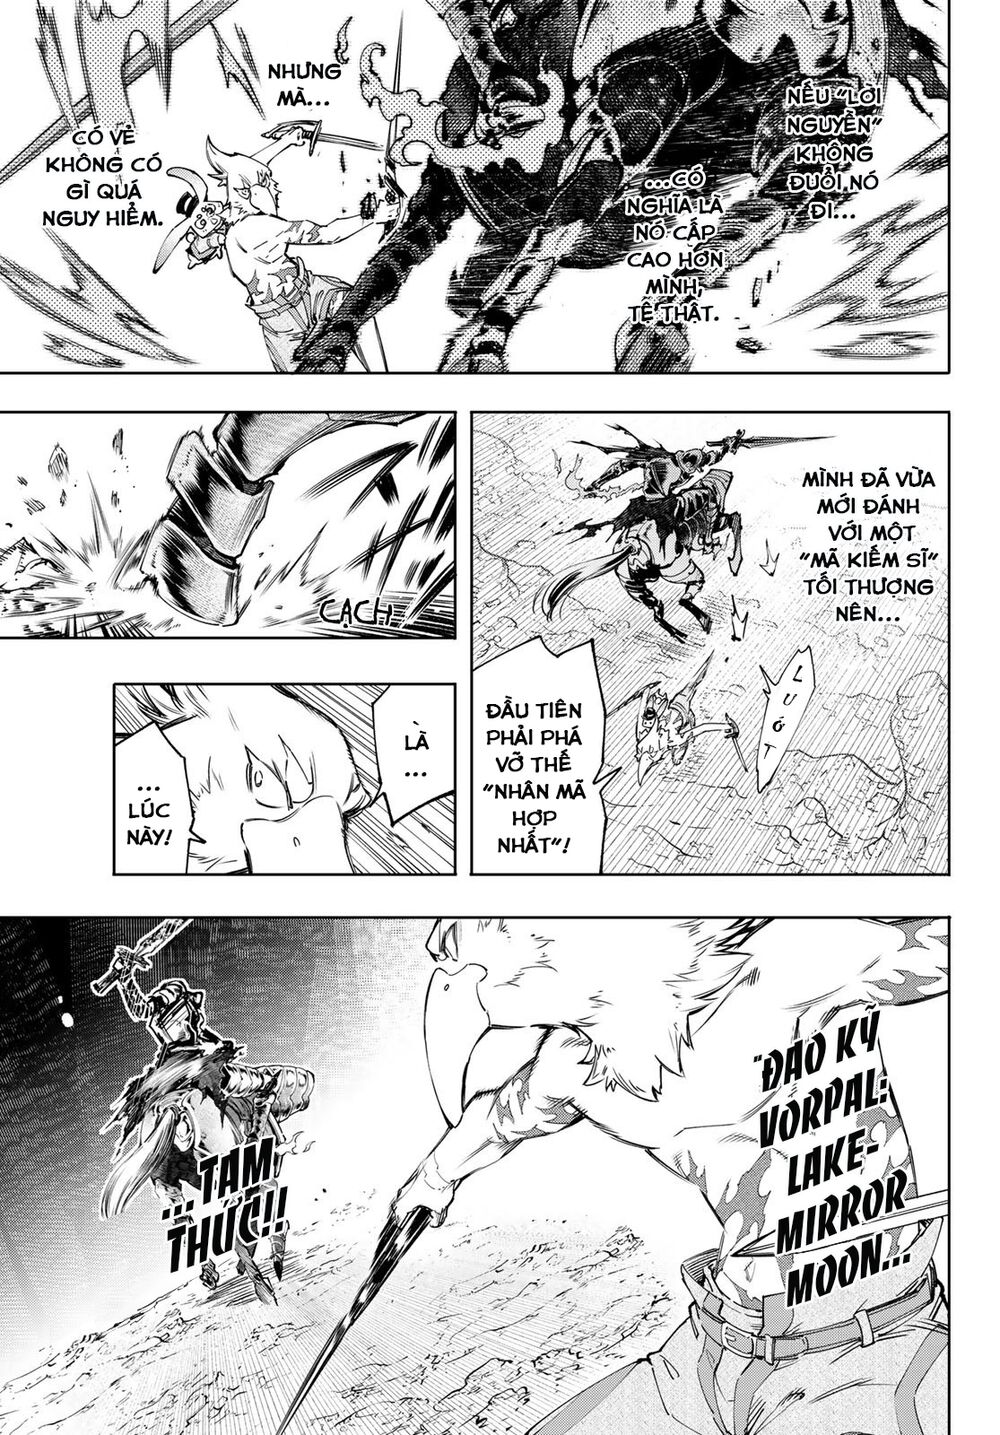 NẾU "LỜI
NGUYỀN"
KHÔNG
ĐUỔI NÓ
ĐI...
...CÓ
NGHĨA LÀ
NÓ CẤP
CAO HƠN
MÌNH,
TÊ THẬT.
NHƯNG
MÀ...
CÓ VẺ
KHÔNG CÓ
GÌ QUÁ
NGUY HIỂM.
MÌNH ĐÃ VỪA
MỚI ĐÁNH
VỚI MỘT
"MÃ KIẾM SĨ"
TỐI THƯỢNG
NÊN...
LƯỚT
ĐẦU TIÊN
PHẢI PHÁ
VỠ THẾ
"NHÂN MÃ
HỢP
NHẤT"!
CẠCH
LÀ
...
...
LÚC
NÀY!
"ĐAO KỸ
VORPAL:
LAKE-
MIRROR
MOON...
... TAM
THỨC!!